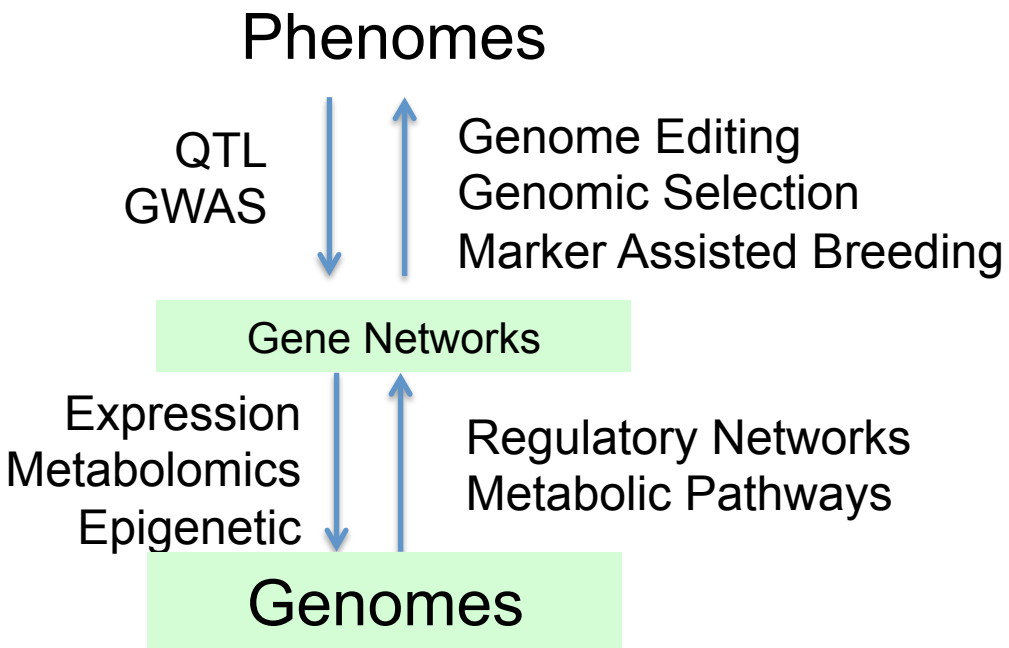 Phenomes
QTL
GWAS
Genome Editing
Genomic Selection
Marker Assisted Breeding
Gene Networks
Expression
Metabolomics
Epigenetic
Regulatory Networks
Metabolic Pathways
Genomes